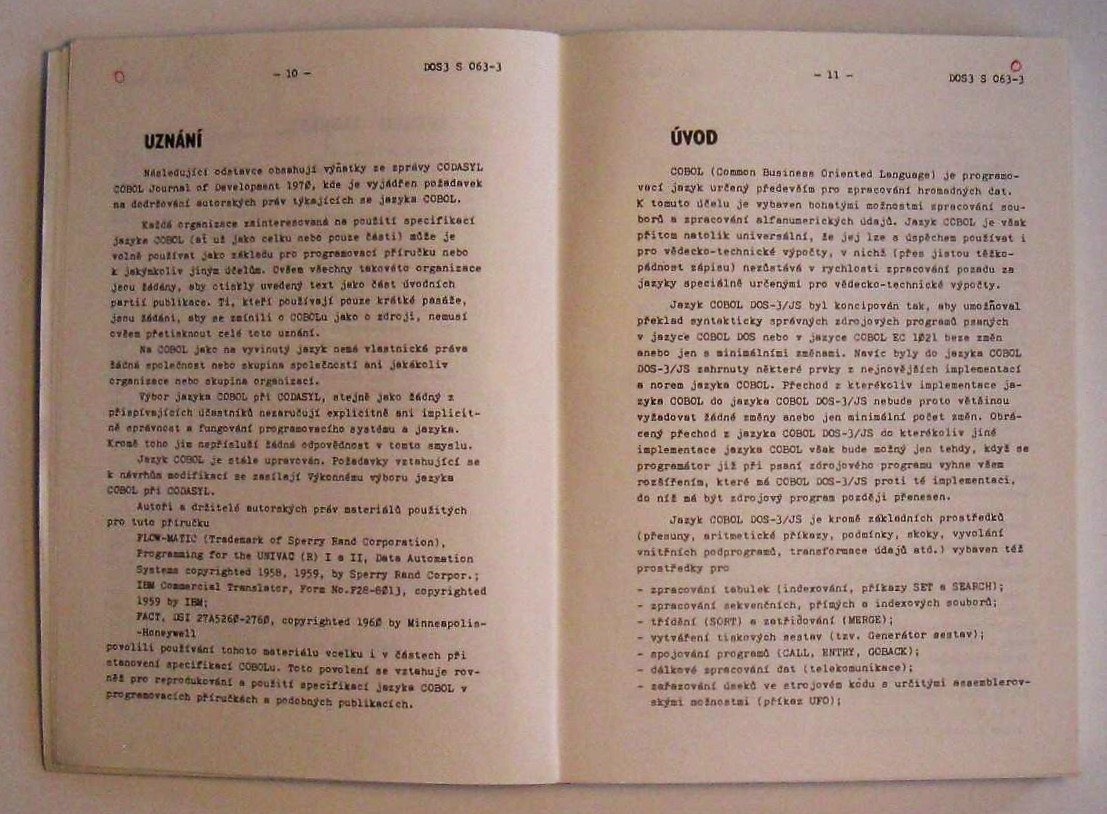 - 10 -
DOS3 S 063-3
UZNÁNÍ
Následující odstavce obsahují výňatky ze zprávy CODASYL
COBOL Journal of Development 1970, kde je vyjádřen požadavek
na dodržování autorských práv týkajících se jazyka COBOL.
Každá organizace zainteresovaná na použití specifikací
jazyka COBOL (ať už jako celku nebo pouze části) může je
volně používat jako základu pro programovací příručku nebo
k jakýmkoliv jiným účelům. Ovšem všechny takovéto organizace
jsou žádány, aby otiskly uvedený text jako část úvodních
partií publikace. Ti, kteří používají pouze krátké pasáže,
jsou žádáni, aby se zmínili o COBOLu jako o zdroji, nemusí
ovšem přetisknout celé toto uznání.
Na COBOL jako na vyvinutý jazyk nemá vlastnická práva
žádná společnost nebo skupina společností ani jakákoliv
organizace nebo skupina organizací.
Výbor jazyka COBOL při CODASYL, stejně jako žádný z
přispívajících účastníků nezaručují explicitně ani implicit-
ně správnost a fungování programovacího systému a jazyka.
Kromě toho jim nepřísluší žádná odpovědnost v tomto smyslu.
Jazyk COBOL je stále upravován. Požadavky vztahující se
k návrhům modifikací se zasílají Výkonnému výboru jazyka
COBOL při CODASYL.
Autoři a držitelé autorských práv materiálů použitých
pro tuto příručku
FLOW-MATIC (Trademark of Sperry Rand Corporation),
Programming for the UNIVAC (R) I a II, Data Automation
Systems copyrighted 1958, 1959, by Sperry Rand Corpor.;
IBM Commercial Translator, Form No.F28-8013, copyrighted
1959 by IBM;
FACT, DSI 27A5260-2760, copyrighted 1960 by Minneapolis-
-Honeywell
povolili používání tohoto materiálu vcelku i v částech při
stanovení specifikací COBOLu. Toto povolení se vztahuje rov-
něž pro reprodukování a použití specifikací jazyka COBOL v
programovacích příručkách a podobných publikacích.
- 11 -
DOS3 S 063-3
ÚVOD
COBOL (Common Business Oriented Language) je programo-
vací jazyk určený především pro zpracování hromadných dat.
K tomuto účelu je vybaven bohatými možnostmi zpracování sou-
borů a zpracování alfanumerických údajů. Jazyk COBOL je však
přitom natolik universální, že jej lze s úspěchem používat i
pro vědecko-technické výpočty, v nichž (přes jistou těžko-
pádnost zápisu) nezůstává v rychlosti zpracování pozadu za
jazyky speciálně určenými pro vědecko-technické výpočty.
Jazyk COBOL DOS-3/JS byl koncipován tak, aby umožňoval
překlad syntakticky správných zdrojových programů psaných
v jazyce COBOL DOS nebo v jazyce COBOL EC 1021 beze změn
anebo jen s minimálními změnami. Navíc byly do jazyka COBOL
DOS-3/JS zahrnuty některé prvky z nejnovějších implementací
a norem jazyka COBOL. Přechod z kterékoliv implementace ja-
zyka COBOL do jazyka COBOL DOS-3/JS nebude proto většinou
vyžadovat žádné změny anebo jen minimální počet změn. Obrá-
cený přechod z jazyka COBOL DOS-3/JS do kterékoliv jiné
implementace jazyka COBOL však bude možný jen tehdy, když se
programátor již při psaní zdrojového programu vyhne všem
rozšířením, které má COBOL DOS-3/JS proti té implementaci,
do níž má být zdrojový program později přenesen.
Jazyk COBOL DOS-3/JS je kromě základních prostředků
(přesuny, aritmetické příkazy, podmínky, skoky, vyvolání
vnitřních podprogramů, transformace údajů atd.) vybaven též
prostředky pro
- zpracování tabulek (indexování, příkazy SET a SEARCH);
- zpracování sekvenčních, přímých a indexových souborů;
- třídění (SORT) a zatřiďování (MERGE);
- vytváření tiskových sestav (tzv. Generátor sestav);
- spojování programů (CALL, ENTRY, GOBACK);
- dálkové zpracování dat (telekomunikace);
- zařazování úseků ve strojovém kódu s určitými assemblerov-
skými možnostmi (příkaz UFO);